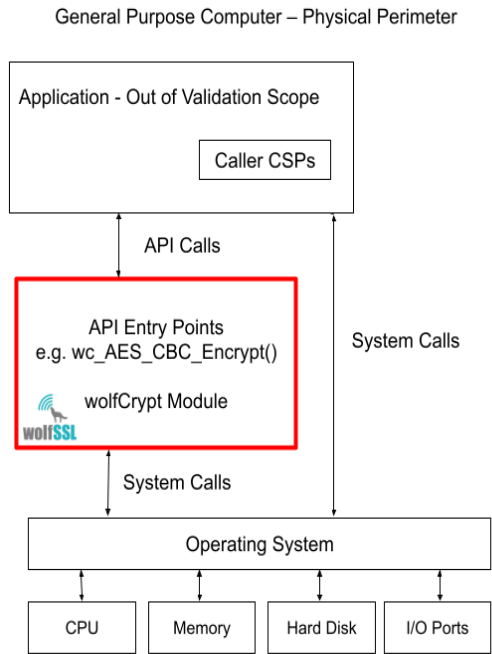 General Purpose Computer – Physical Perimeter
Application - Out of Validation Scope
Caller CSPs
API Calls
API Entry Points
e.g. wc_AES_CBC_Encrypt()
System Calls
wolfCrypt Module
wolfSSL
System Calls
Operating System
CPU
Memory
Hard Disk
I/O Ports